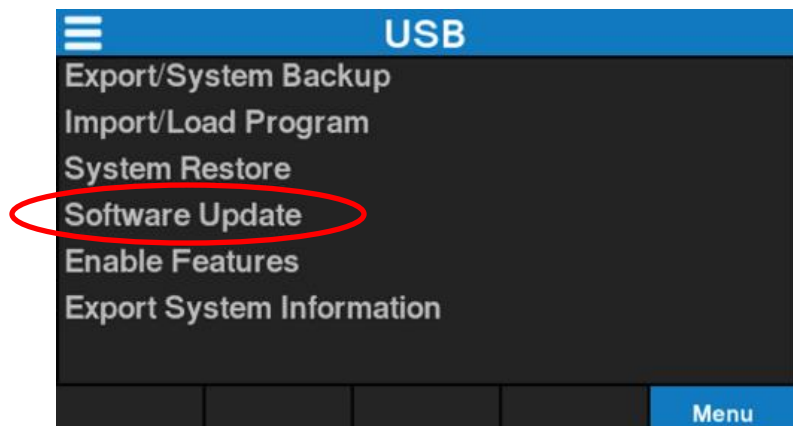 USB
Export/System Backup
Import/Load Program
System Restore
Software Update
Enable Features
Export System Information
Menu